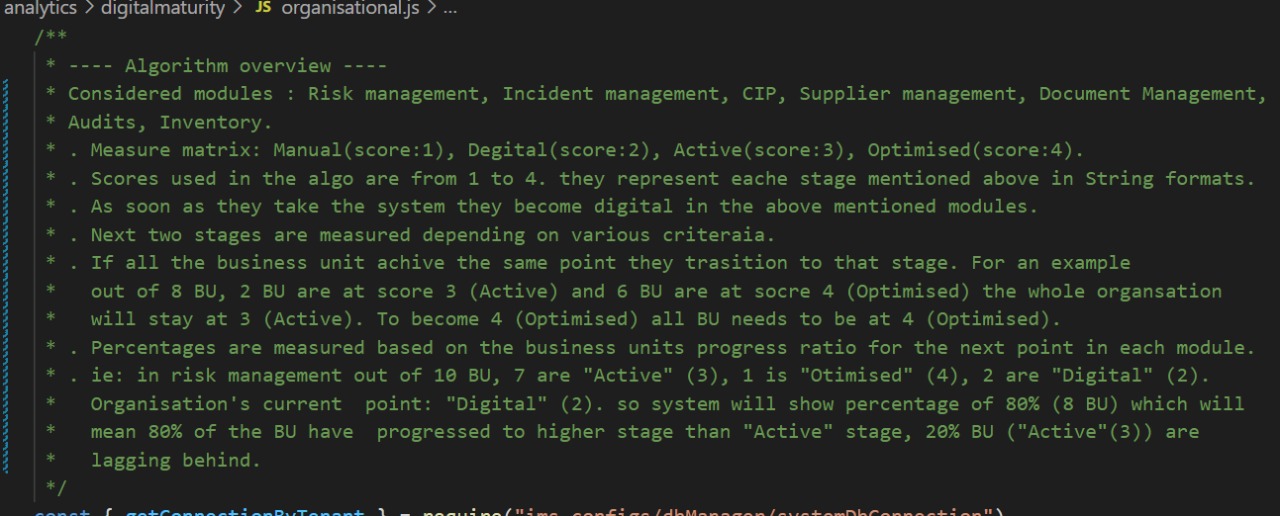 analytics > digitalmaturity > JS organisational.js > ...
/**
 * ---- Algorithm overview ----
 * Considered modules : Risk management, Incident management, CIP, Supplier management, Document Management,
 * Audits, Inventory.
 * . Measure matrix: Manual(score:1), Degital(score:2), Active(score:3), Optimised(score:4).
 * . Scores used in the algo are from 1 to 4. they represent eache stage mentioned above in String formats.
 * . As soon as they take the system they become digital in the above mentioned modules.
 * . Next two stages are measured depending on various criteraia.
 * . If all the business unit achive the same point they trasition to that stage. For an example
 *   out of 8 BU, 2 BU are at score 3 (Active) and 6 BU are at socre 4 (Optimised) the whole organsation
 *   will stay at 3 (Active). To become 4 (Optimised) all BU needs to be at 4 (Optimised).
 * . Percentages are measured based on the business units progress ratio for the next point in each module.
 * . ie: in risk management out of 10 BU, 7 are "Active" (3), 1 is "Otimised" (4), 2 are "Digital" (2).
 *   Organisation's current  point: "Digital" (2). so system will show percentage of 80% (8 BU) which will
 *   mean 80% of the BU have  progressed to higher stage than "Active" stage, 20% BU ("Active"(3)) are
 *   lagging behind.
 */
const { getConnectionByTenant } = require("ims-configs/dbManager/systemDbConnection")